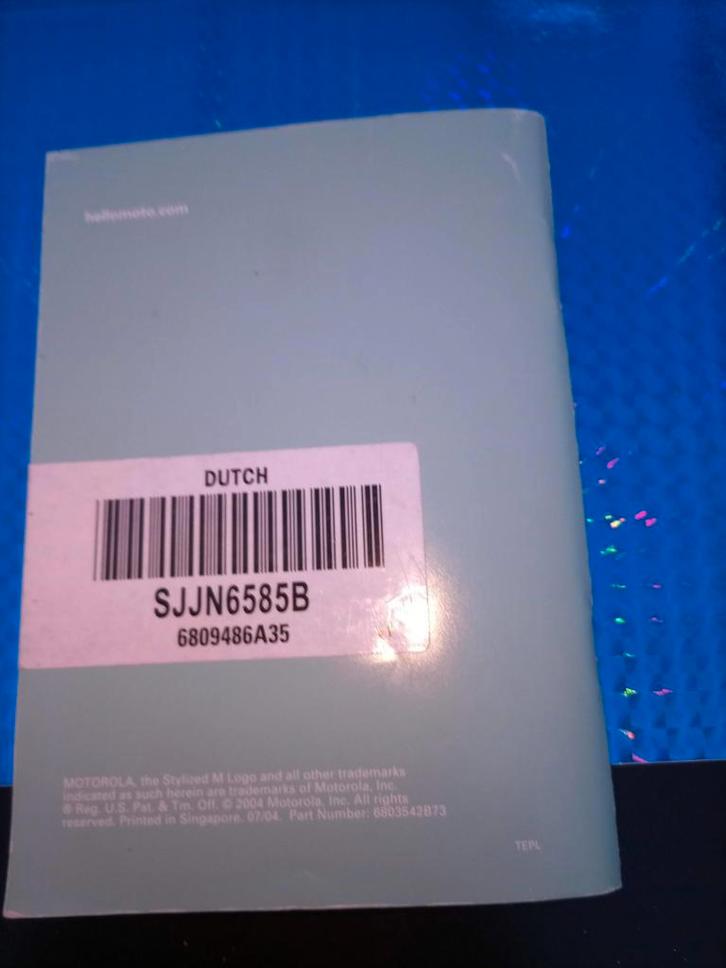 hellomoto.com
DUTCH
SJJN6585B
6809486A35
MOTOROLA, the Stylized M Logo and all other trademarks
indicated as such herein are trademarks of Motorola, Inc.
® Reg. U.S. Pat. & Tm. Off. © 2004 Motorola, Inc. All rights
reserved. Printed in Singapore. 07/04. Part Number: 6803542B73
TEPL